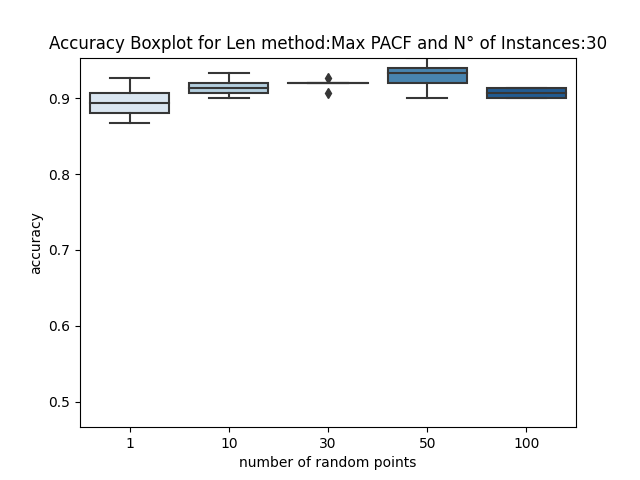 Accuracy Boxplot for Len method:Max PACF and N° of Instances:30
accuracy
0.9
0.8
0.7
0.6
0.5
1 10 30 50 100
number of random points